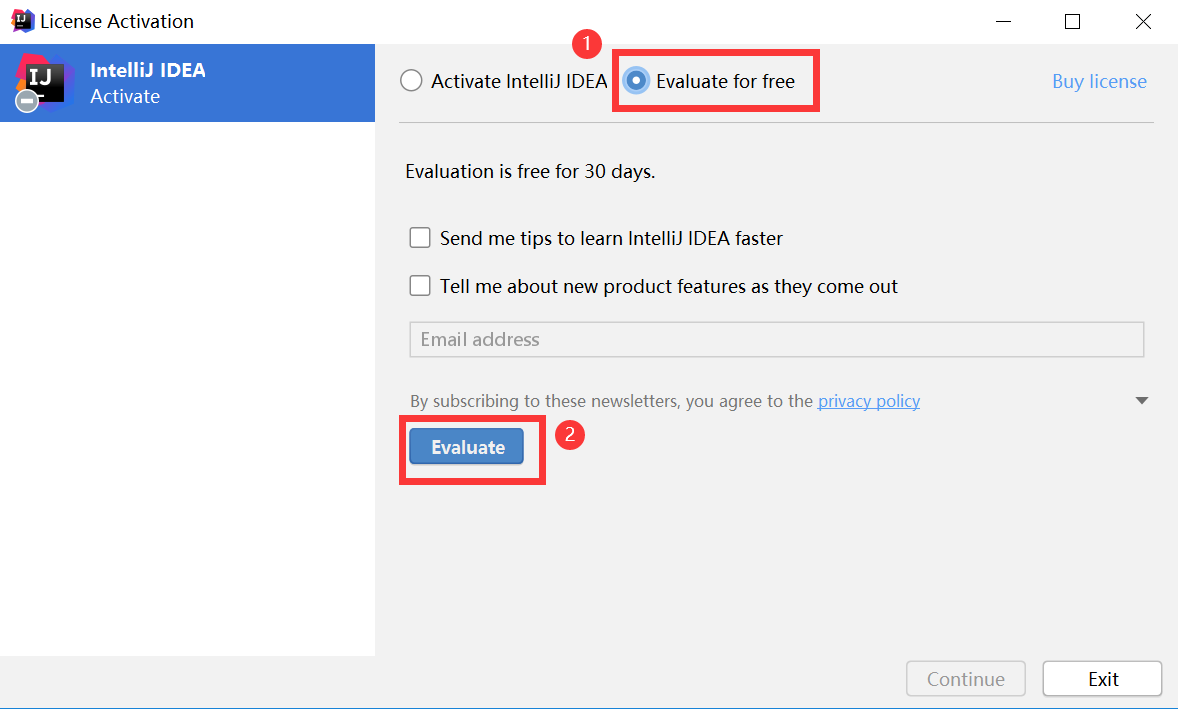 License Activation
IJ
IntelliJ IDEA
Activate
1
Activate IntelliJ IDEA
Evaluate for free
Buy license
Evaluation is free for 30 days.
Send me tips to learn IntelliJ IDEA faster
Tell me about new product features as they come out
Email address
By subscribing to these newsletters, you agree to the privacy policy
Evaluate
2
Continue
Exit